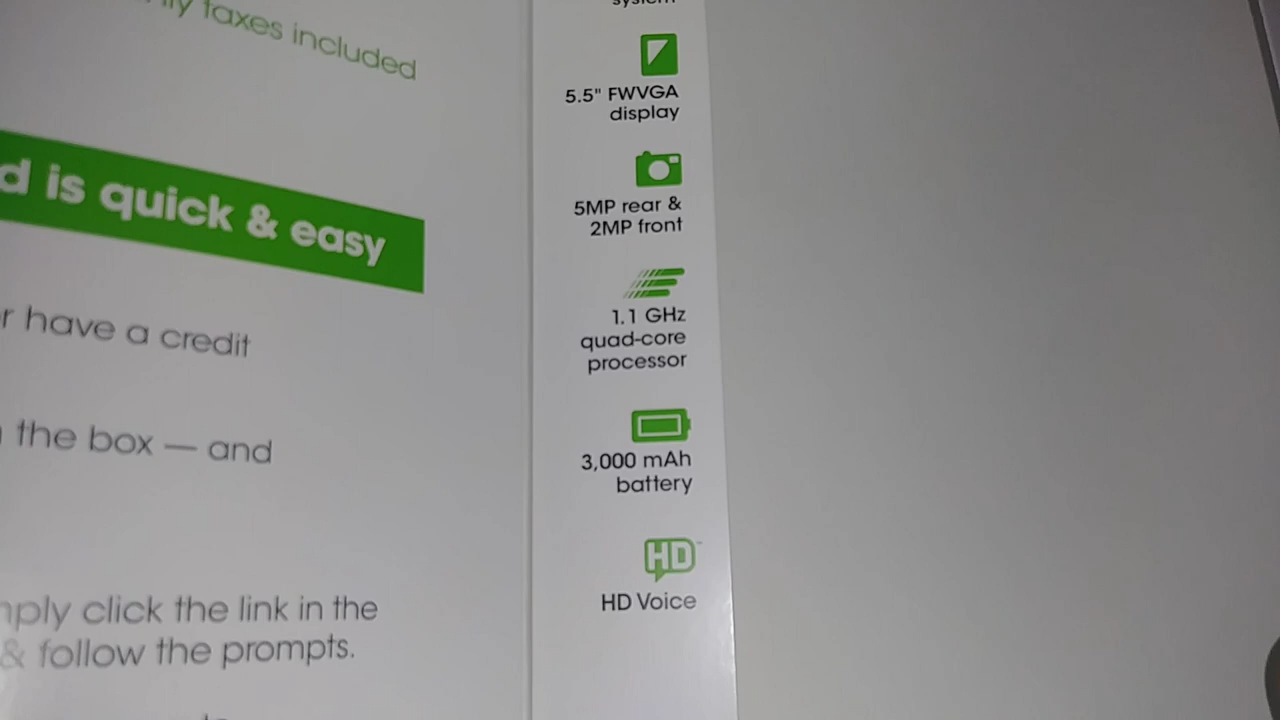 taxes included
is quick & easy
have a credit
the box — and
click the link in the
& follow the prompts.
system
5.5" FWVGA
display
5MP rear &
2MP front
1.1 GHz
quad-core
processor
3,000 mAh
battery
HD
HD Voice